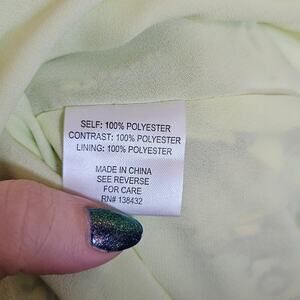 SELF: 100% POLYESTER
CONTRAST: 100% POLYESTER
LINING: 100% POLYESTER
MADE IN CHINA
SEE REVERSE
FOR CARE
RN# 138432